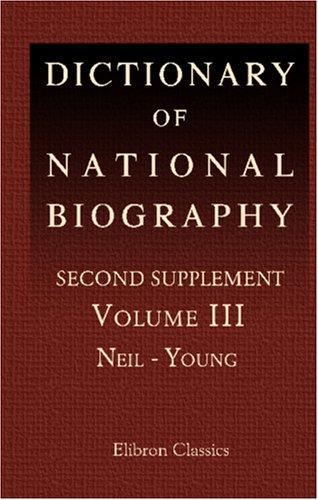 DICTIONARY
OF
NATIONAL
BIOGRAPHY
SECOND SUPPLEMENT
VOLUME III
NEIL - YOUNG
Elibron Classics